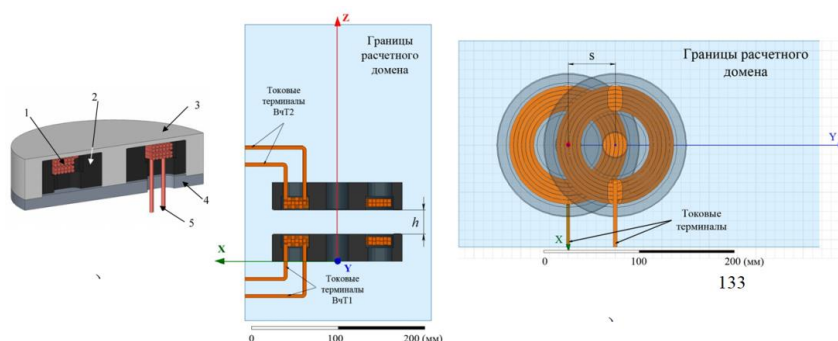 1
2
3
4
5
Z
Границы
расчетного
домена
Токовые
терминалы
ВчТ2
h
X
Y
Токовые
терминалы
ВчТ1
0 100 200 (мм)
s
Границы расчетного
домена
Y
Токовые
терминалы
X
0 100 200 (мм)
133